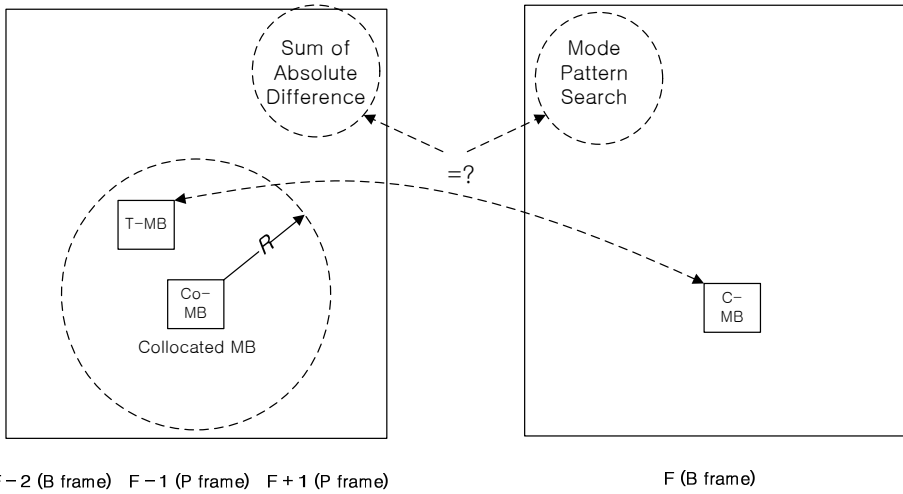 Sum of
Absolute
Difference
Mode
Pattern
Search
=?
T-MB
R
Co-
MB
Collocated MB
C-
MB
-2 (B frame) F-1 (P frame) F+1 (P frame)
F (B frame)